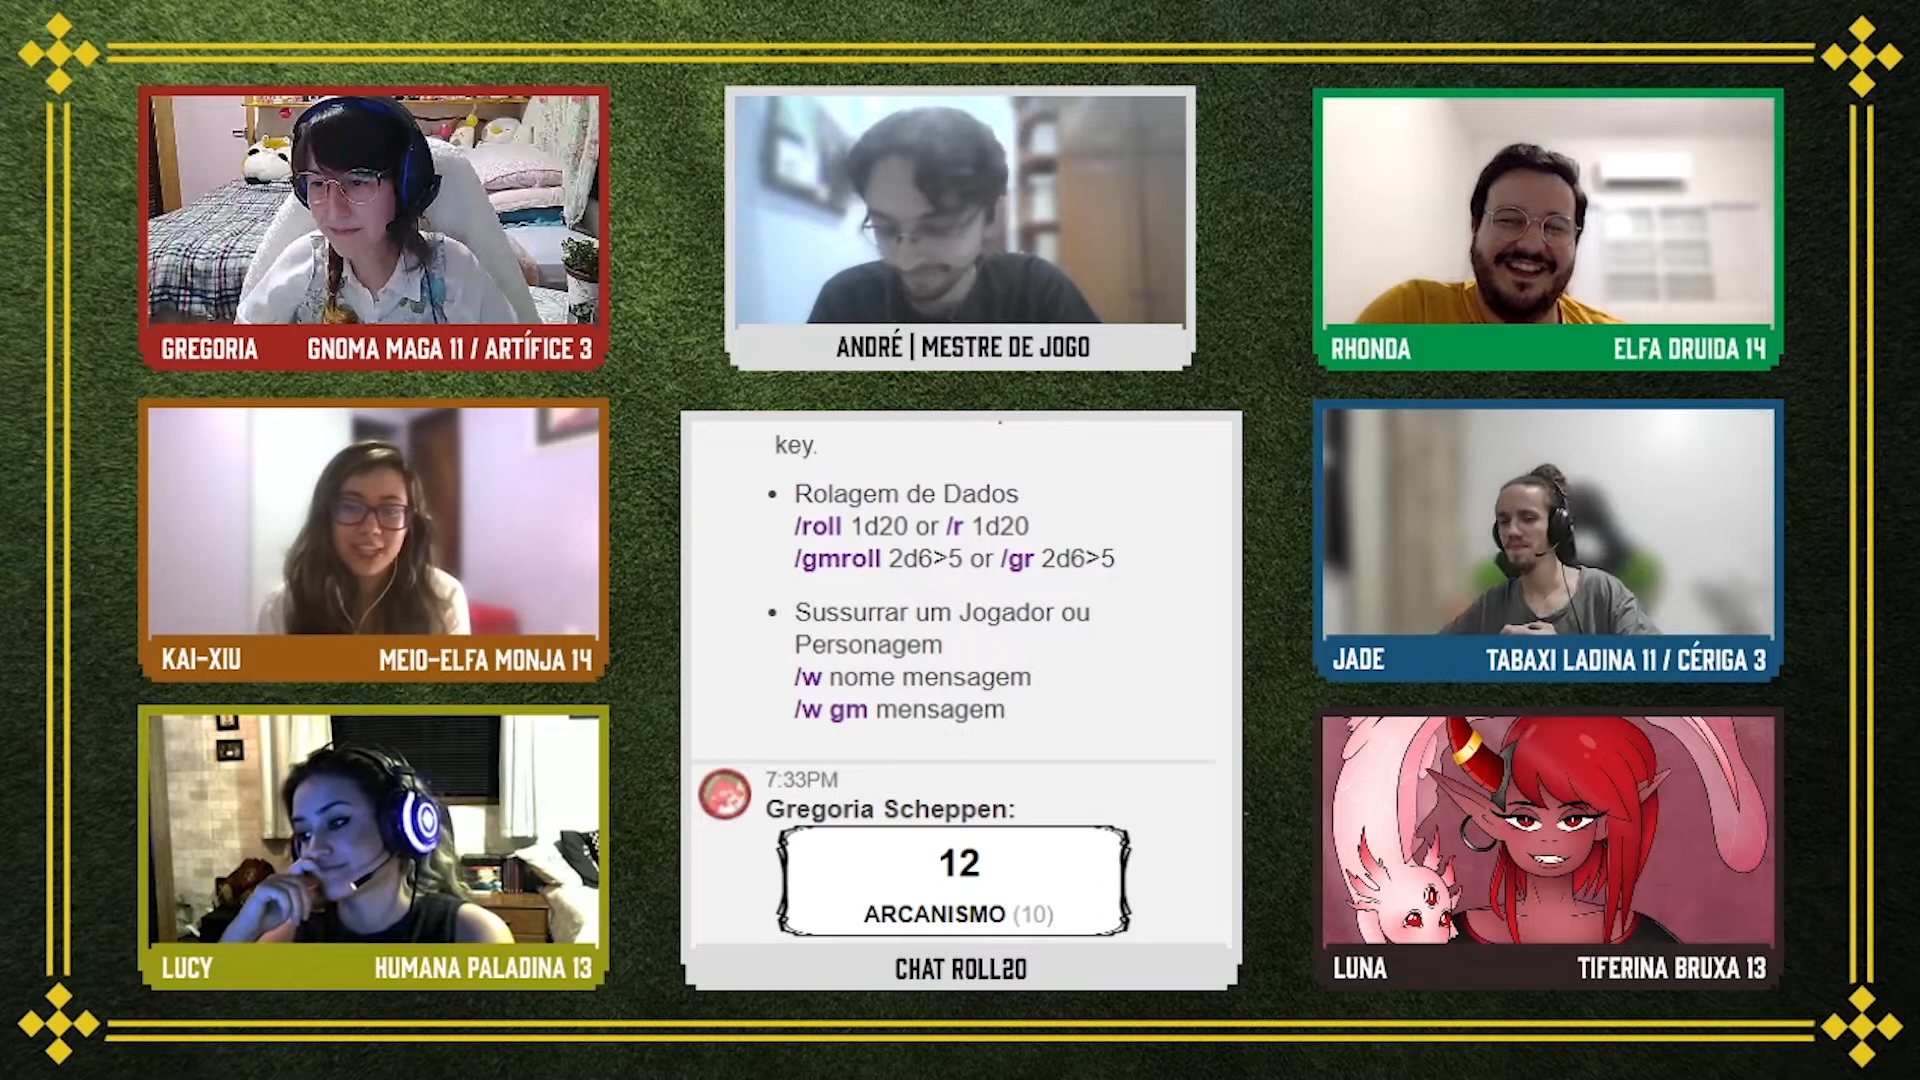 GREGORIA GNOMA MAGA 11 / ARTÍFICE 3
ANDRÉ | MESTRE DE JOGO
RHONDA ELFA DRUIDA 14
KAI-XIU MEIO-ELFA MONJA 14
key.
• Rolagem de Dados
/roll 1d20 or /r 1d20
/gmroll 2d6>5 or /gr 2d6>5
• Sussurrar um Jogador ou
Personagem
/w nome mensagem
/w gm mensagem
7:33PM
Gregoria Scheppen:
12
ARCANISMO (10)
CHAT ROLL20
JADE TABAXI LADINA 11 / CÉRIGA 3
LUCY HUMANA PALADINA 13
LUNA TIFERINA BRUXA 13